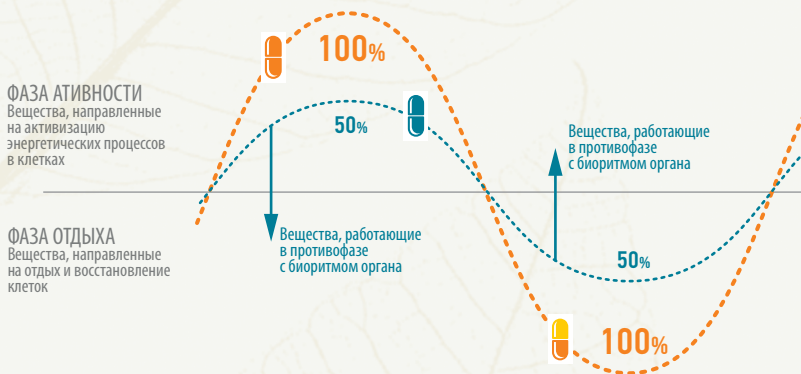 100%
ФАЗА АТИВНОСТИ
Вещества, направленные
на активизацию
энергетических процессов
в клетках
50%
Вещества, работающие
в противофазе
с биоритмом органа
ФАЗА ОТДЫХА
Вещества, направленные
на отдых и восстановление
клеток
Вещества, работающие
в противофазе
с биоритмом органа
50%
100%